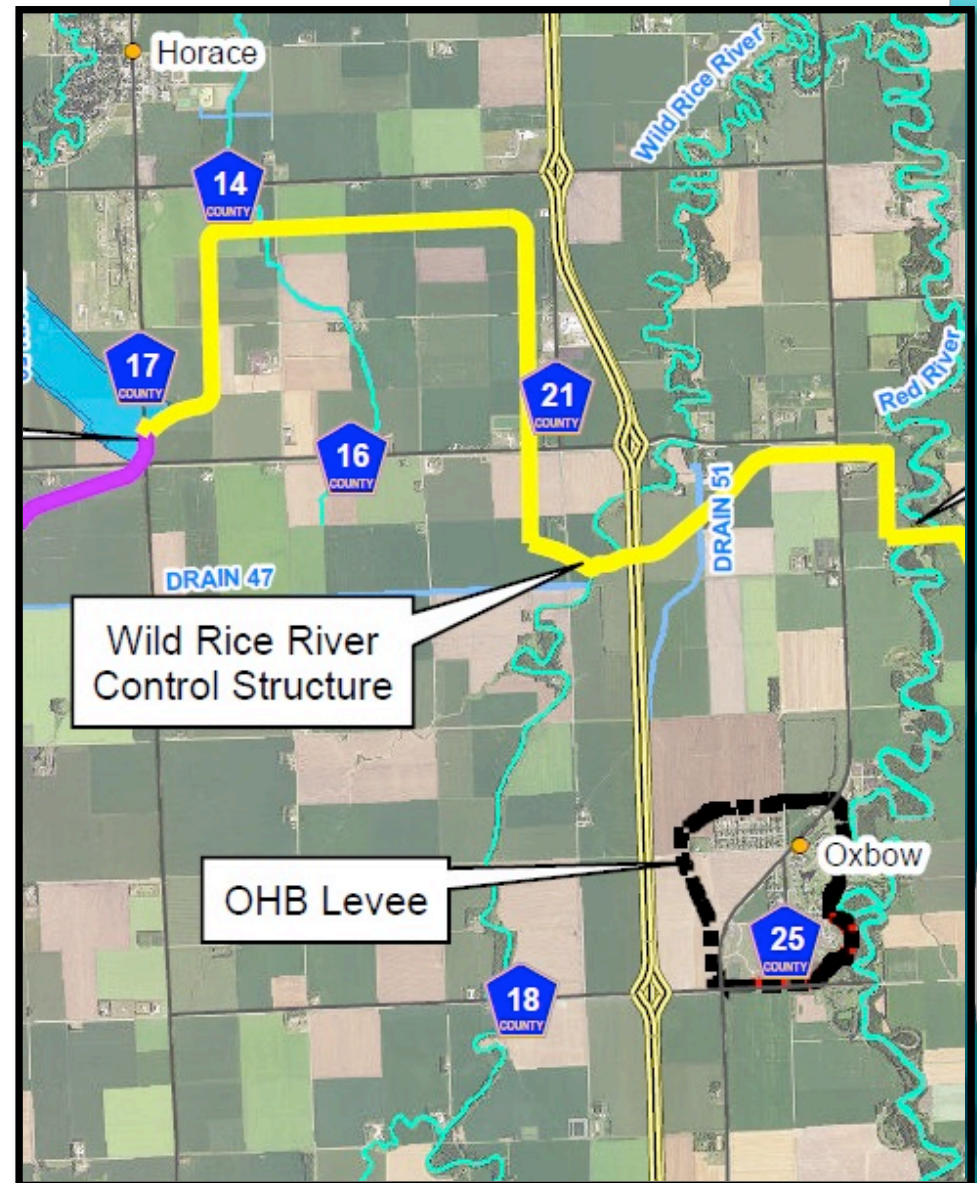 Horace
Wild Rice River
14
COUNTY
Red River
17
COUNTY
21
COUNTY
16
COUNTY
DRAIN 51
DRAIN 47
Wild Rice River
Control Structure
Oxbow
OHB Levee
25
COUNTY
18
COUNTY